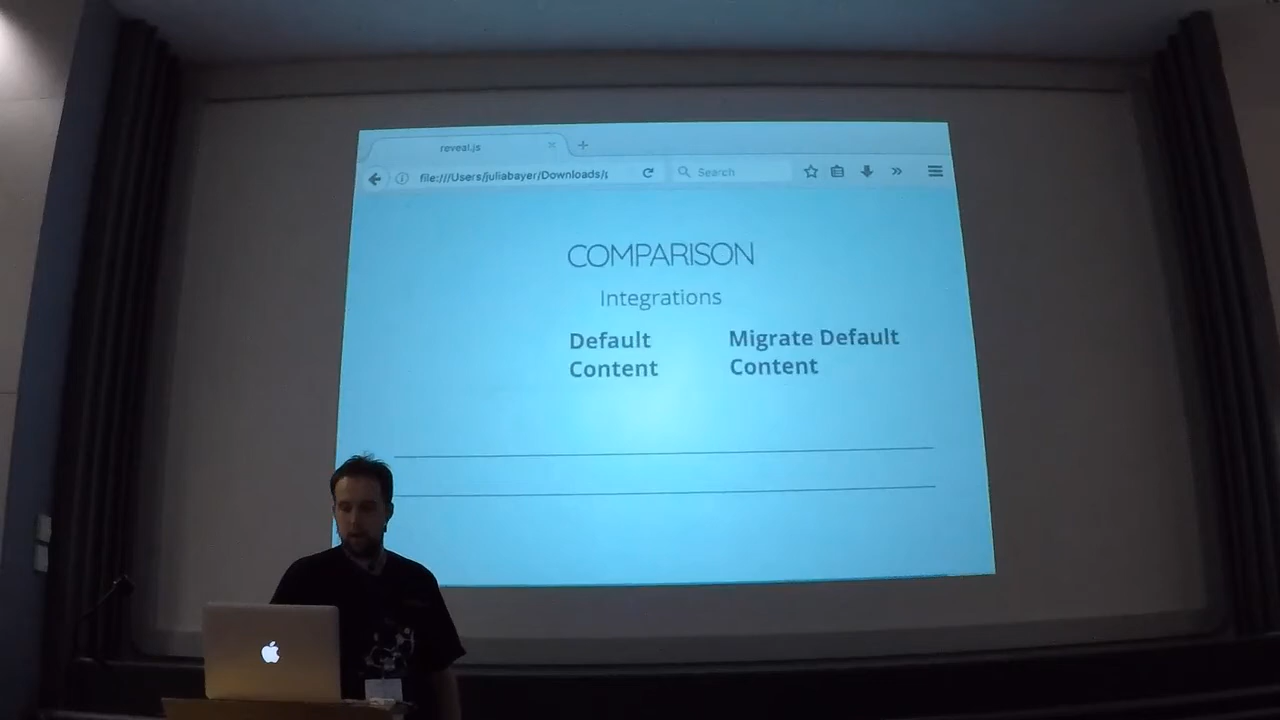 reveal.js
file:///Users/juliabayer/Downloads/
Search
COMPARISON
Integrations
Default Migrate Default
Content Content